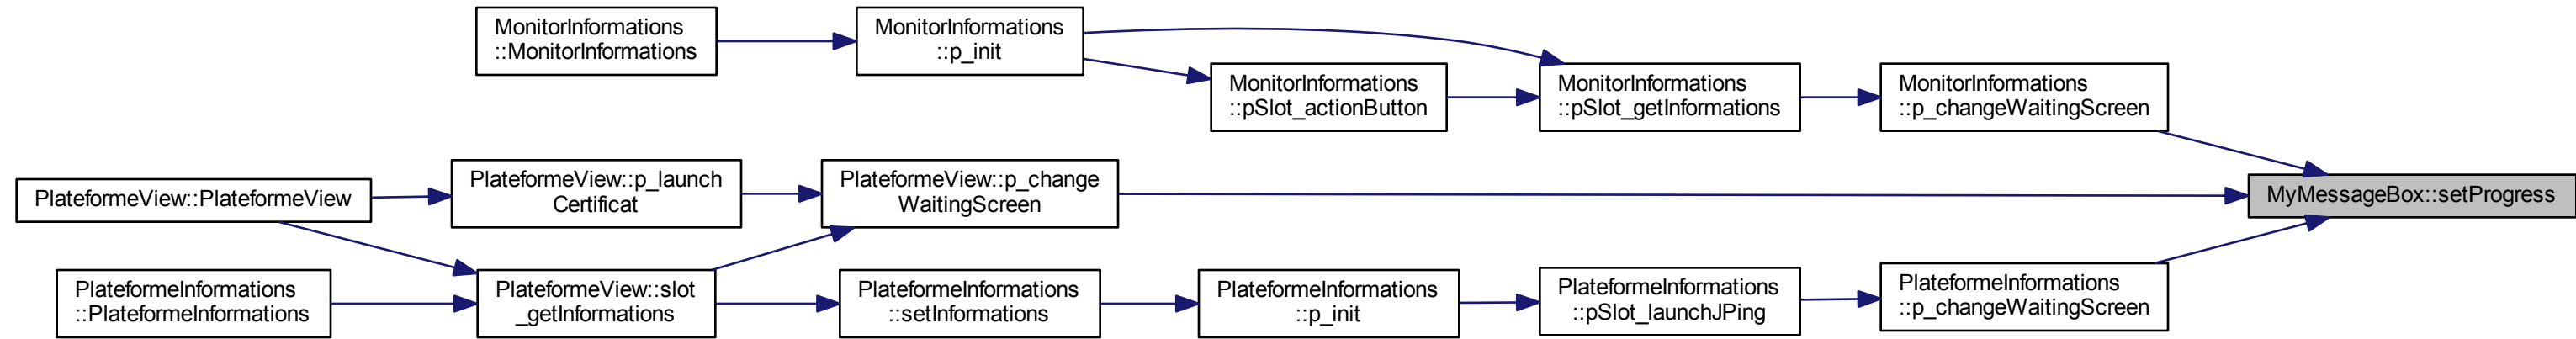 MonitorInformations
::MonitorInformations
MonitorInformations
::p_init
MonitorInformations
::pSlot_actionButton
MonitorInformations
::pSlot_getInformations
MonitorInformations
::p_changeWaitingScreen
PlateformeView::PlateformeView
PlateformeView::p_launch
Certificat
PlateformeView::p_change
WaitingScreen
MyMessageBox::setProgress
PlateformeInformations
::PlateformeInformations
PlateformeView::slot
_getInformations
PlateformeInformations
::setInformations
PlateformeInformations
::p_init
PlateformeInformations
::pSlot_launchJPing
PlateformeInformations
::p_changeWaitingScreen